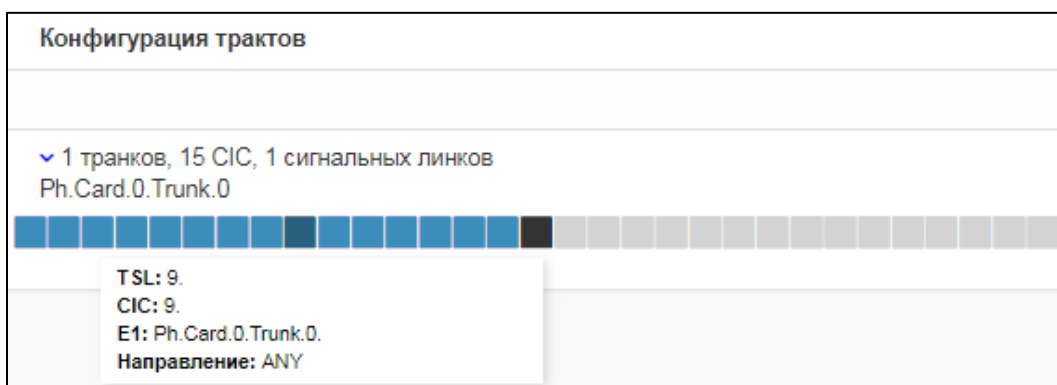 Конфигурация трактов
1 транков, 15 CIC, 1 сигнальных линков
Ph.Card.0.Trunk.0
TSL: 9.
CIC: 9.
E1: Ph.Card.0.Trunk.0.
Направление: ANY